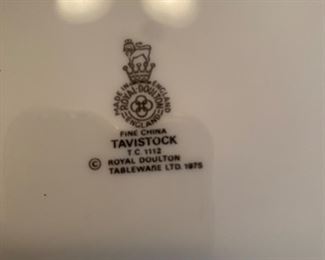 MADE IN ENGLAND
ROYAL DOULTON
ENGLAND
FINE CHINA
TAVISTOCK
T.C. 1112
© ROYAL DOULTON
TABLEWARE LTD. 1975